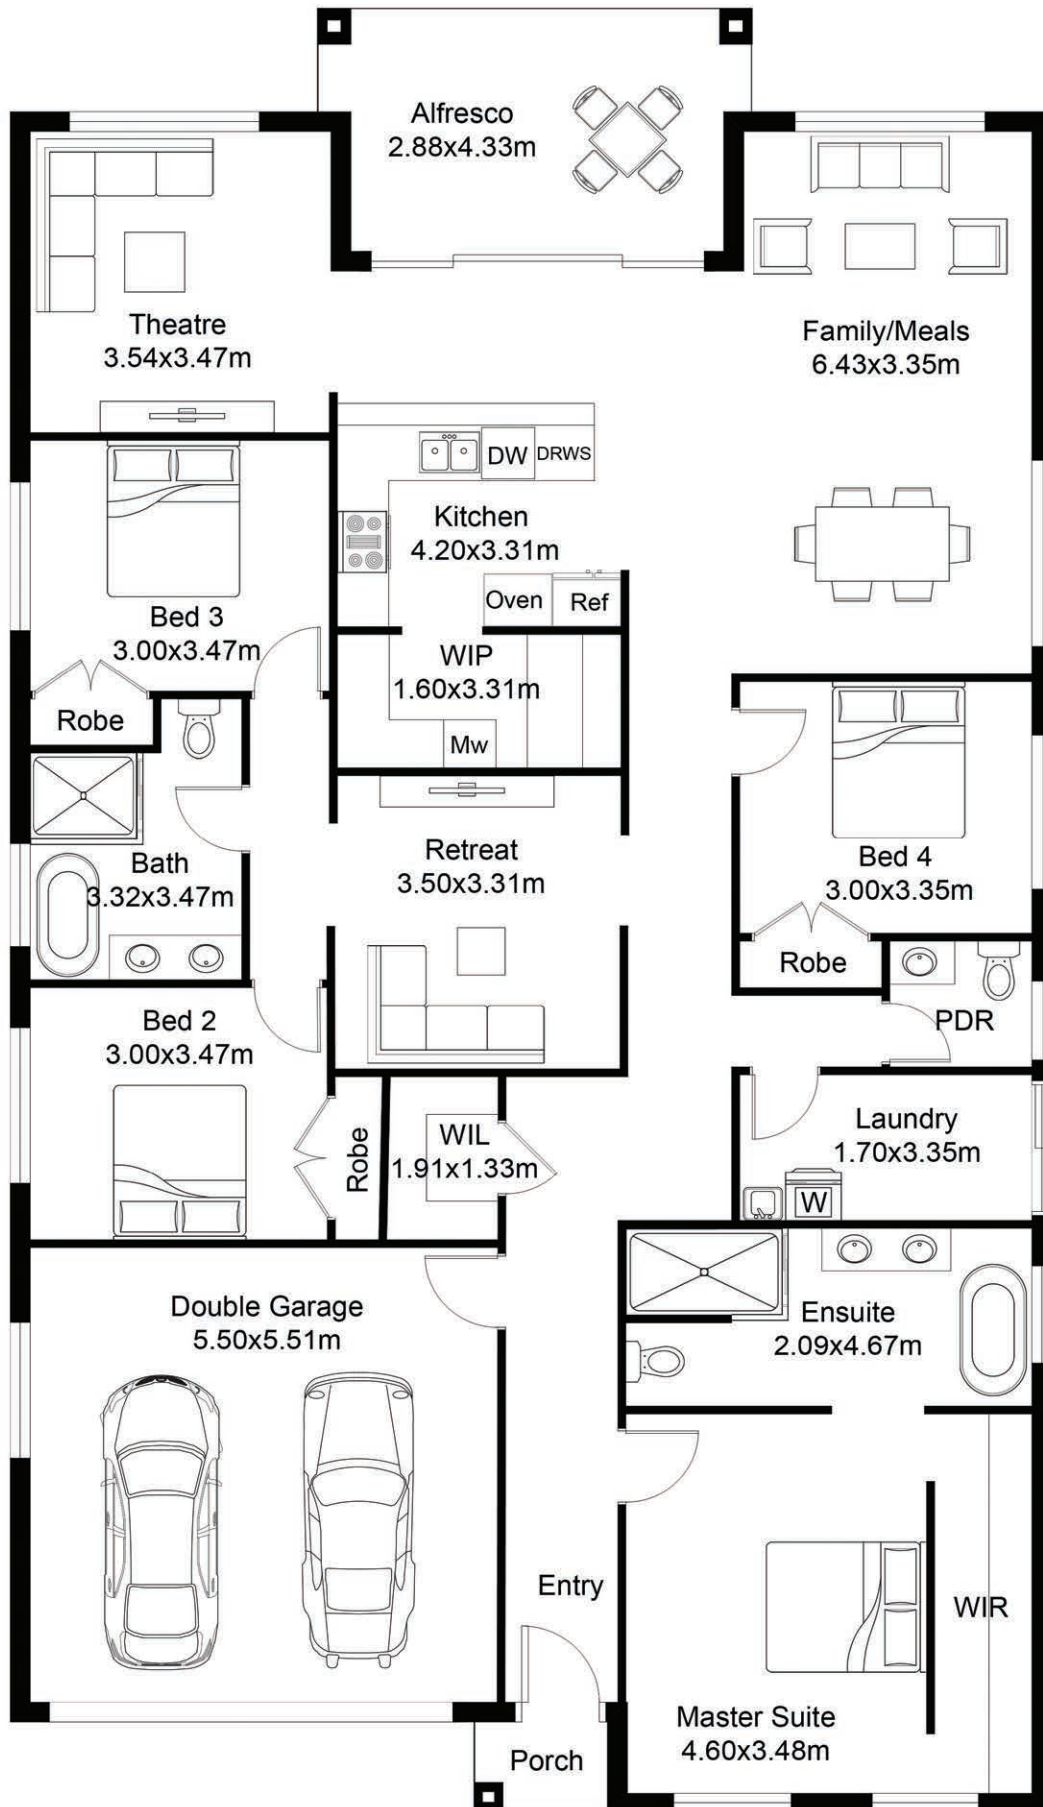 Alfresco
2.88x4.33m
Theatre
3.54x3.47m
Family/Meals
6.43x3.35m
DW
DRWS
Kitchen
4.20x3.31m
Oven
Ref
Bed 3
3.00x3.47m
WIP
1.60x3.31m
Robe
Mw
Retreat
3.50x3.31m
Bath
3.32x3.47m
Bed 4
3.00x3.35m
Robe
Bed 2
3.00x3.47m
PDR
Robe
WIL
1.91x1.33m
Laundry
1.70x3.35m
W
Double Garage
5.50x5.51m
Ensuite
2.09x4.67m
Entry
WIR
Master Suite
4.60x3.48m
Porch